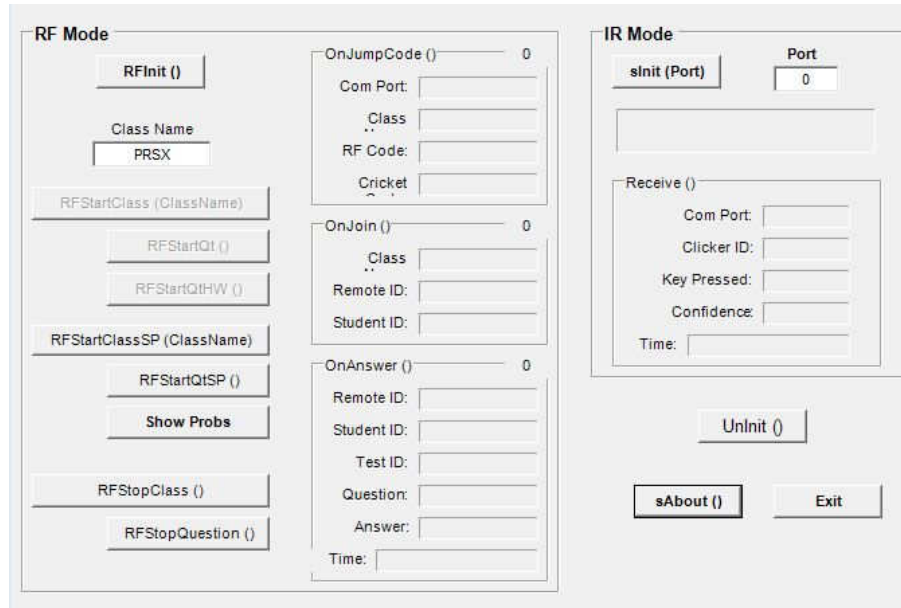 RF Mode
RFInit ()
Class Name
PRSX
RFStartClass (ClassName)
RFStartQt ()
RFStartQtHW ()
RFStartClassSP (ClassName)
RFStartQtSP ()
Show Probs
RFStopClass ()
RFStopQuestion ()
OnJumpCode () 0
Com Port:
Class
RF Code:
Cricket
OnJoin () 0
Class
Remote ID:
Student ID:
OnAnswer () 0
Remote ID:
Student ID:
Test ID:
Question:
Answer:
Time:
IR Mode
sInit (Port)
Port
0
Receive ()
Com Port:
Clicker ID:
Key Pressed:
Confidence:
Time:
UnInit ()
sAbout ()
Exit